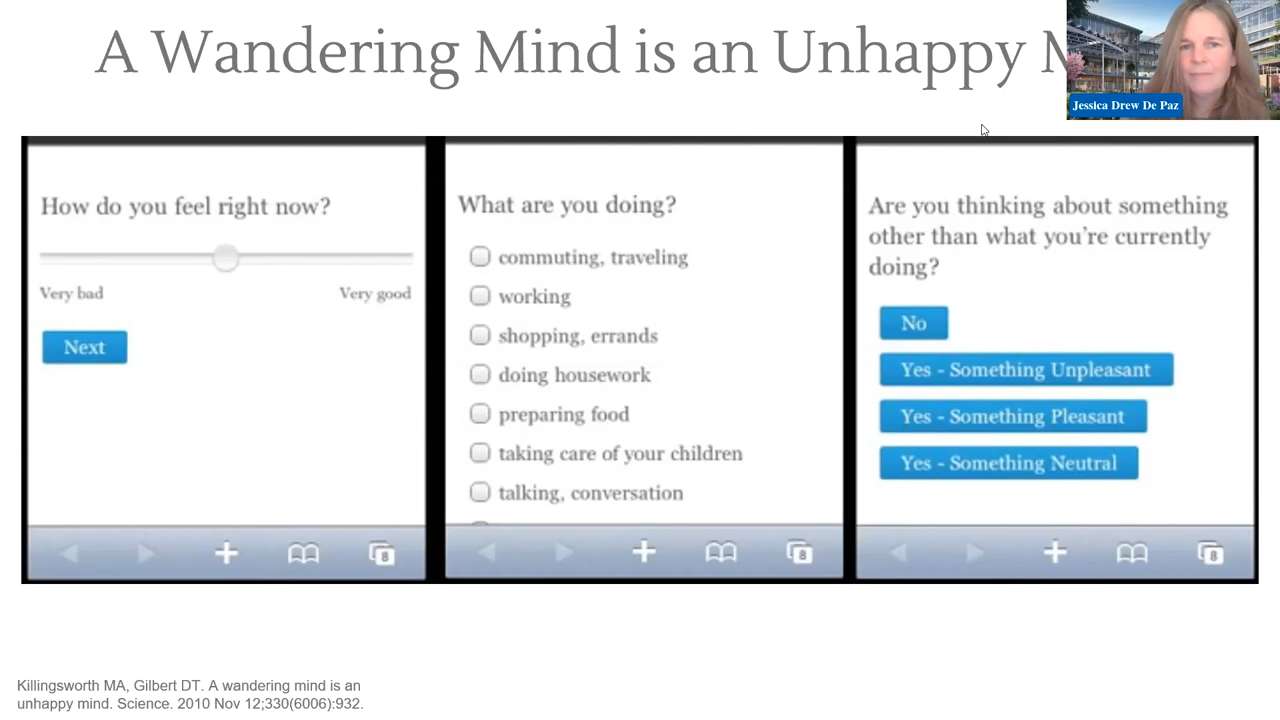 A Wandering Mind is an Unhappy
Jessica Drew De Paz
How do you feel right now?
Very bad
Very good
Next
What are you doing?
commuting, traveling
working
shopping, errands
doing housework
preparing food
taking care of your children
talking, conversation
8
Are you thinking about something
other than what you're currently
doing?
No
Yes - Something Unpleasant
Yes - Something Pleasant
Yes - Something Neutral
8
8
Killingsworth MA, Gilbert DT. A wandering mind is an
unhappy mind. Science. 2010 Nov 12;330(6006):932.